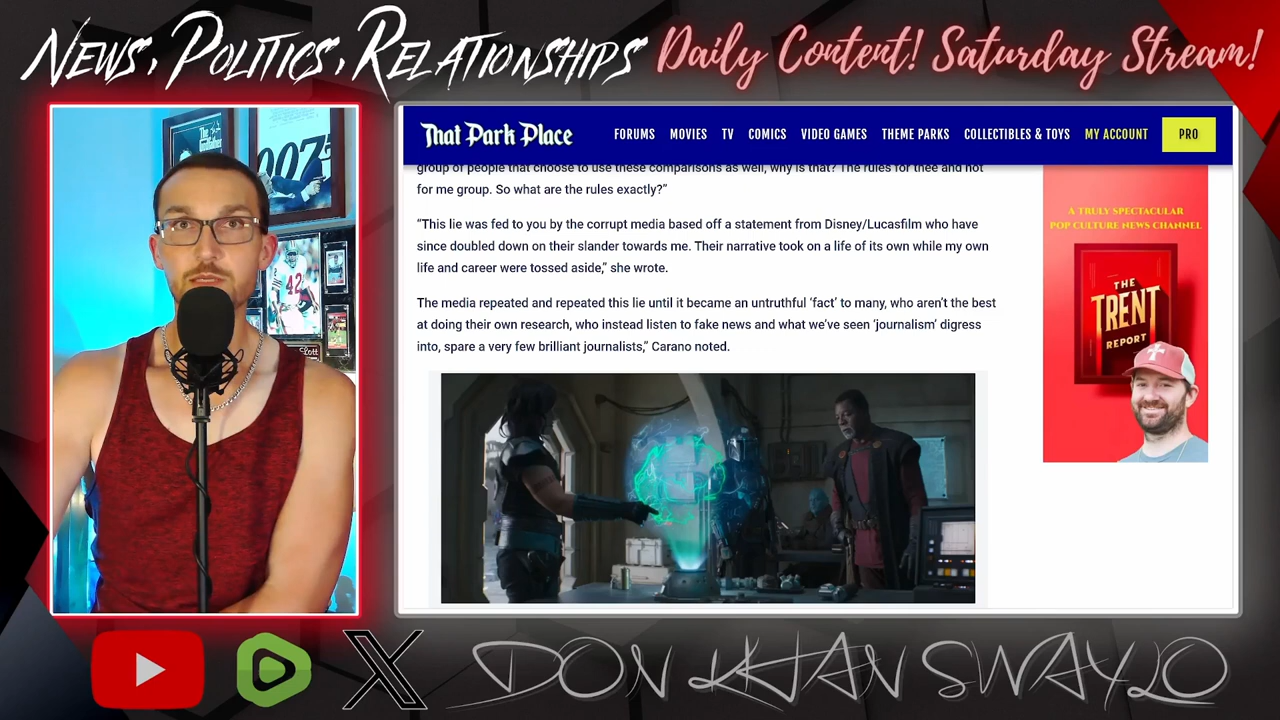 NEWS, POLITICS, RELATIONSHIPS Daily Content! Saturday Stream!
The Godfather
007
42
That Park Place
FORUMS MOVIES TV COMICS VIDEO GAMES THEME PARKS COLLECTIBLES & TOYS MY ACCOUNT PRO
group of people that choose to use these comparisons as well, why is that? The rules for thee and not
for me group. So what are the rules exactly?”
“This lie was fed to you by the corrupt media based off a statement from Disney/Lucasfilm who have
since doubled down on their slander towards me. Their narrative took on a life of its own while my own
life and career were tossed aside,” she wrote.
The media repeated and repeated this lie until it became an untruthful ‘fact’ to many, who aren’t the best
at doing their own research, who instead listen to fake news and what we’ve seen ‘journalism’ digress
into, spare a very few brilliant journalists,” Carano noted.
A TRULY SPECTACULAR
POP CULTURE NEWS CHANNEL
THE
TRENT
REPORT
DON KHAN SWAYLO